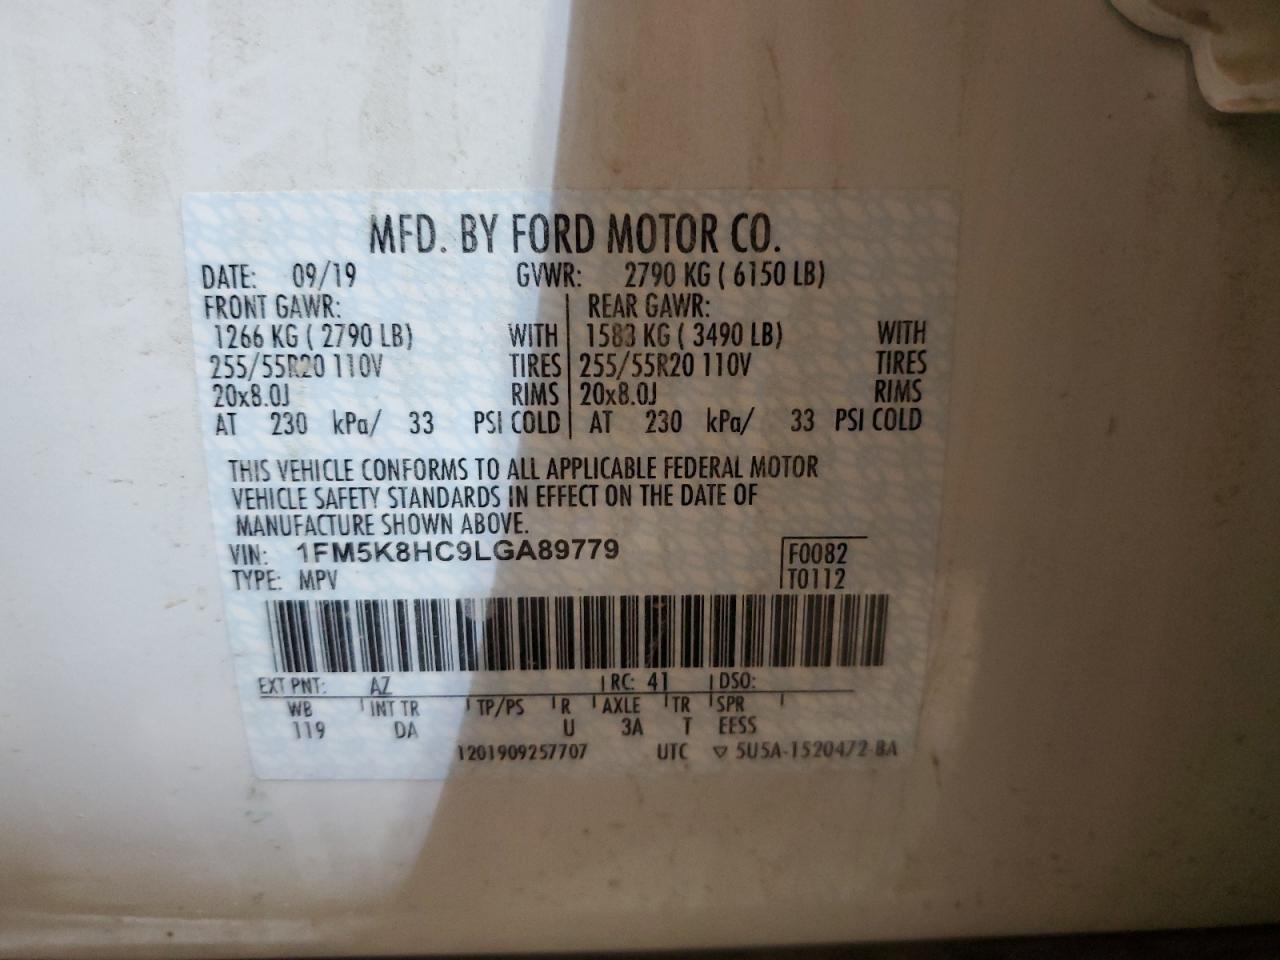 MFD. BY FORD MOTOR CO.
DATE: 09/19 GVWR: 2790 KG ( 6150 LB)
FRONT GAWR: REAR GAWR:
1266 KG ( 2790 LB) WITH 1583 KG ( 3490 LB) WITH
255/55R20 110V TIRES 255/55R20 110V TIRES
20x8.0J RIMS 20x8.0J RIMS
AT 230 kPa/ 33 PSI COLD AT 230 kPa/ 33 PSI COLD
THIS VEHICLE CONFORMS TO ALL APPLICABLE FEDERAL MOTOR
VEHICLE SAFETY STANDARDS IN EFFECT ON THE DATE OF
MANUFACTURE SHOWN ABOVE.
VIN: 1FM5K8HC9LGA89779 F0082
TYPE: MPV T0112
EXT PNT: AZ RC: 41 DSO:
WB INT TR TP/PS R AXLE TR SPR
119 DA U 3A T EESS
1201909257707 UTC ▽ 5U5A-1520472-BA